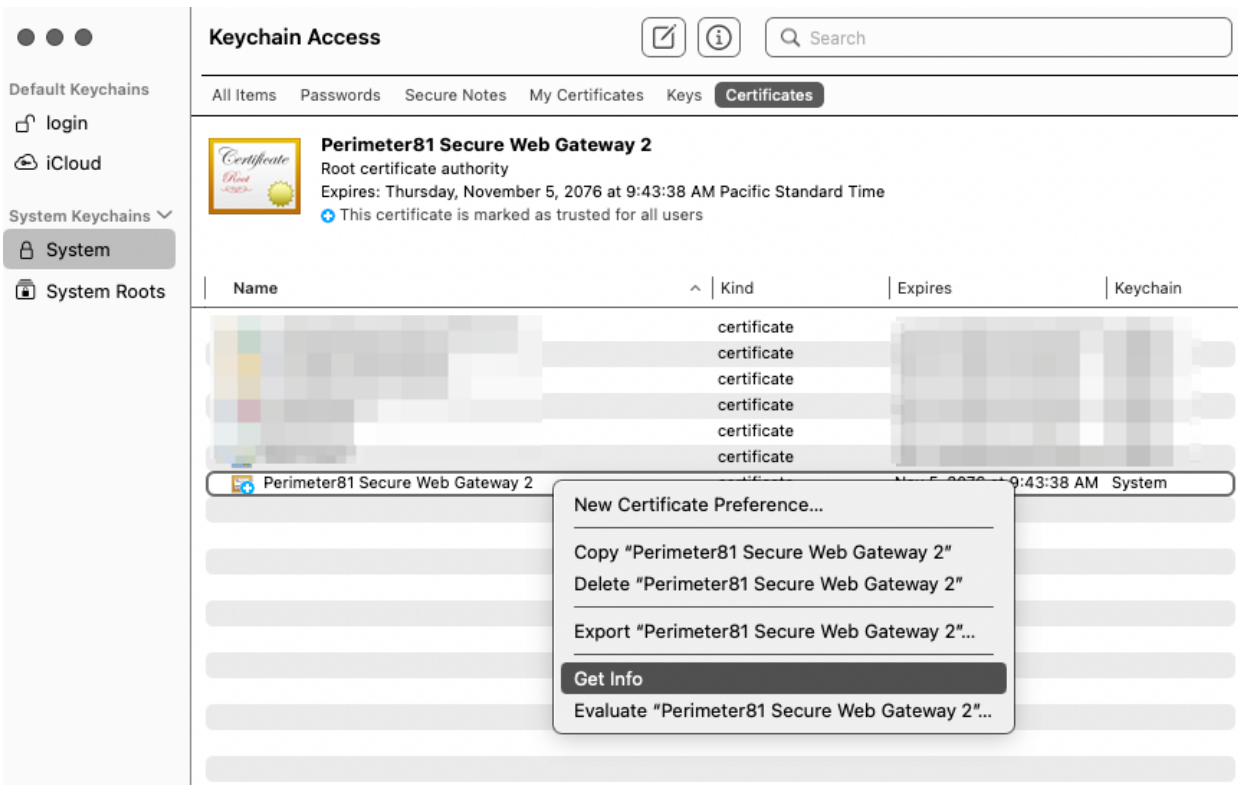 Keychain Access
Search
Default Keychains
login
iCloud
System Keychains
System
System Roots
All Items Passwords Secure Notes My Certificates Keys Certificates
Certificate
Root
Perimeter81 Secure Web Gateway 2
Root certificate authority
Expires: Thursday, November 5, 2076 at 9:43:38 AM Pacific Standard Time
This certificate is marked as trusted for all users
Name Kind Expires Keychain
certificate
certificate
certificate
certificate
certificate
certificate
Perimeter81 Secure Web Gateway 2 certificate Nov 5, 2076 at 9:43:38 AM System
New Certificate Preference...
Copy “Perimeter81 Secure Web Gateway 2”
Delete “Perimeter81 Secure Web Gateway 2”
Export “Perimeter81 Secure Web Gateway 2”...
Get Info
Evaluate “Perimeter81 Secure Web Gateway 2”...